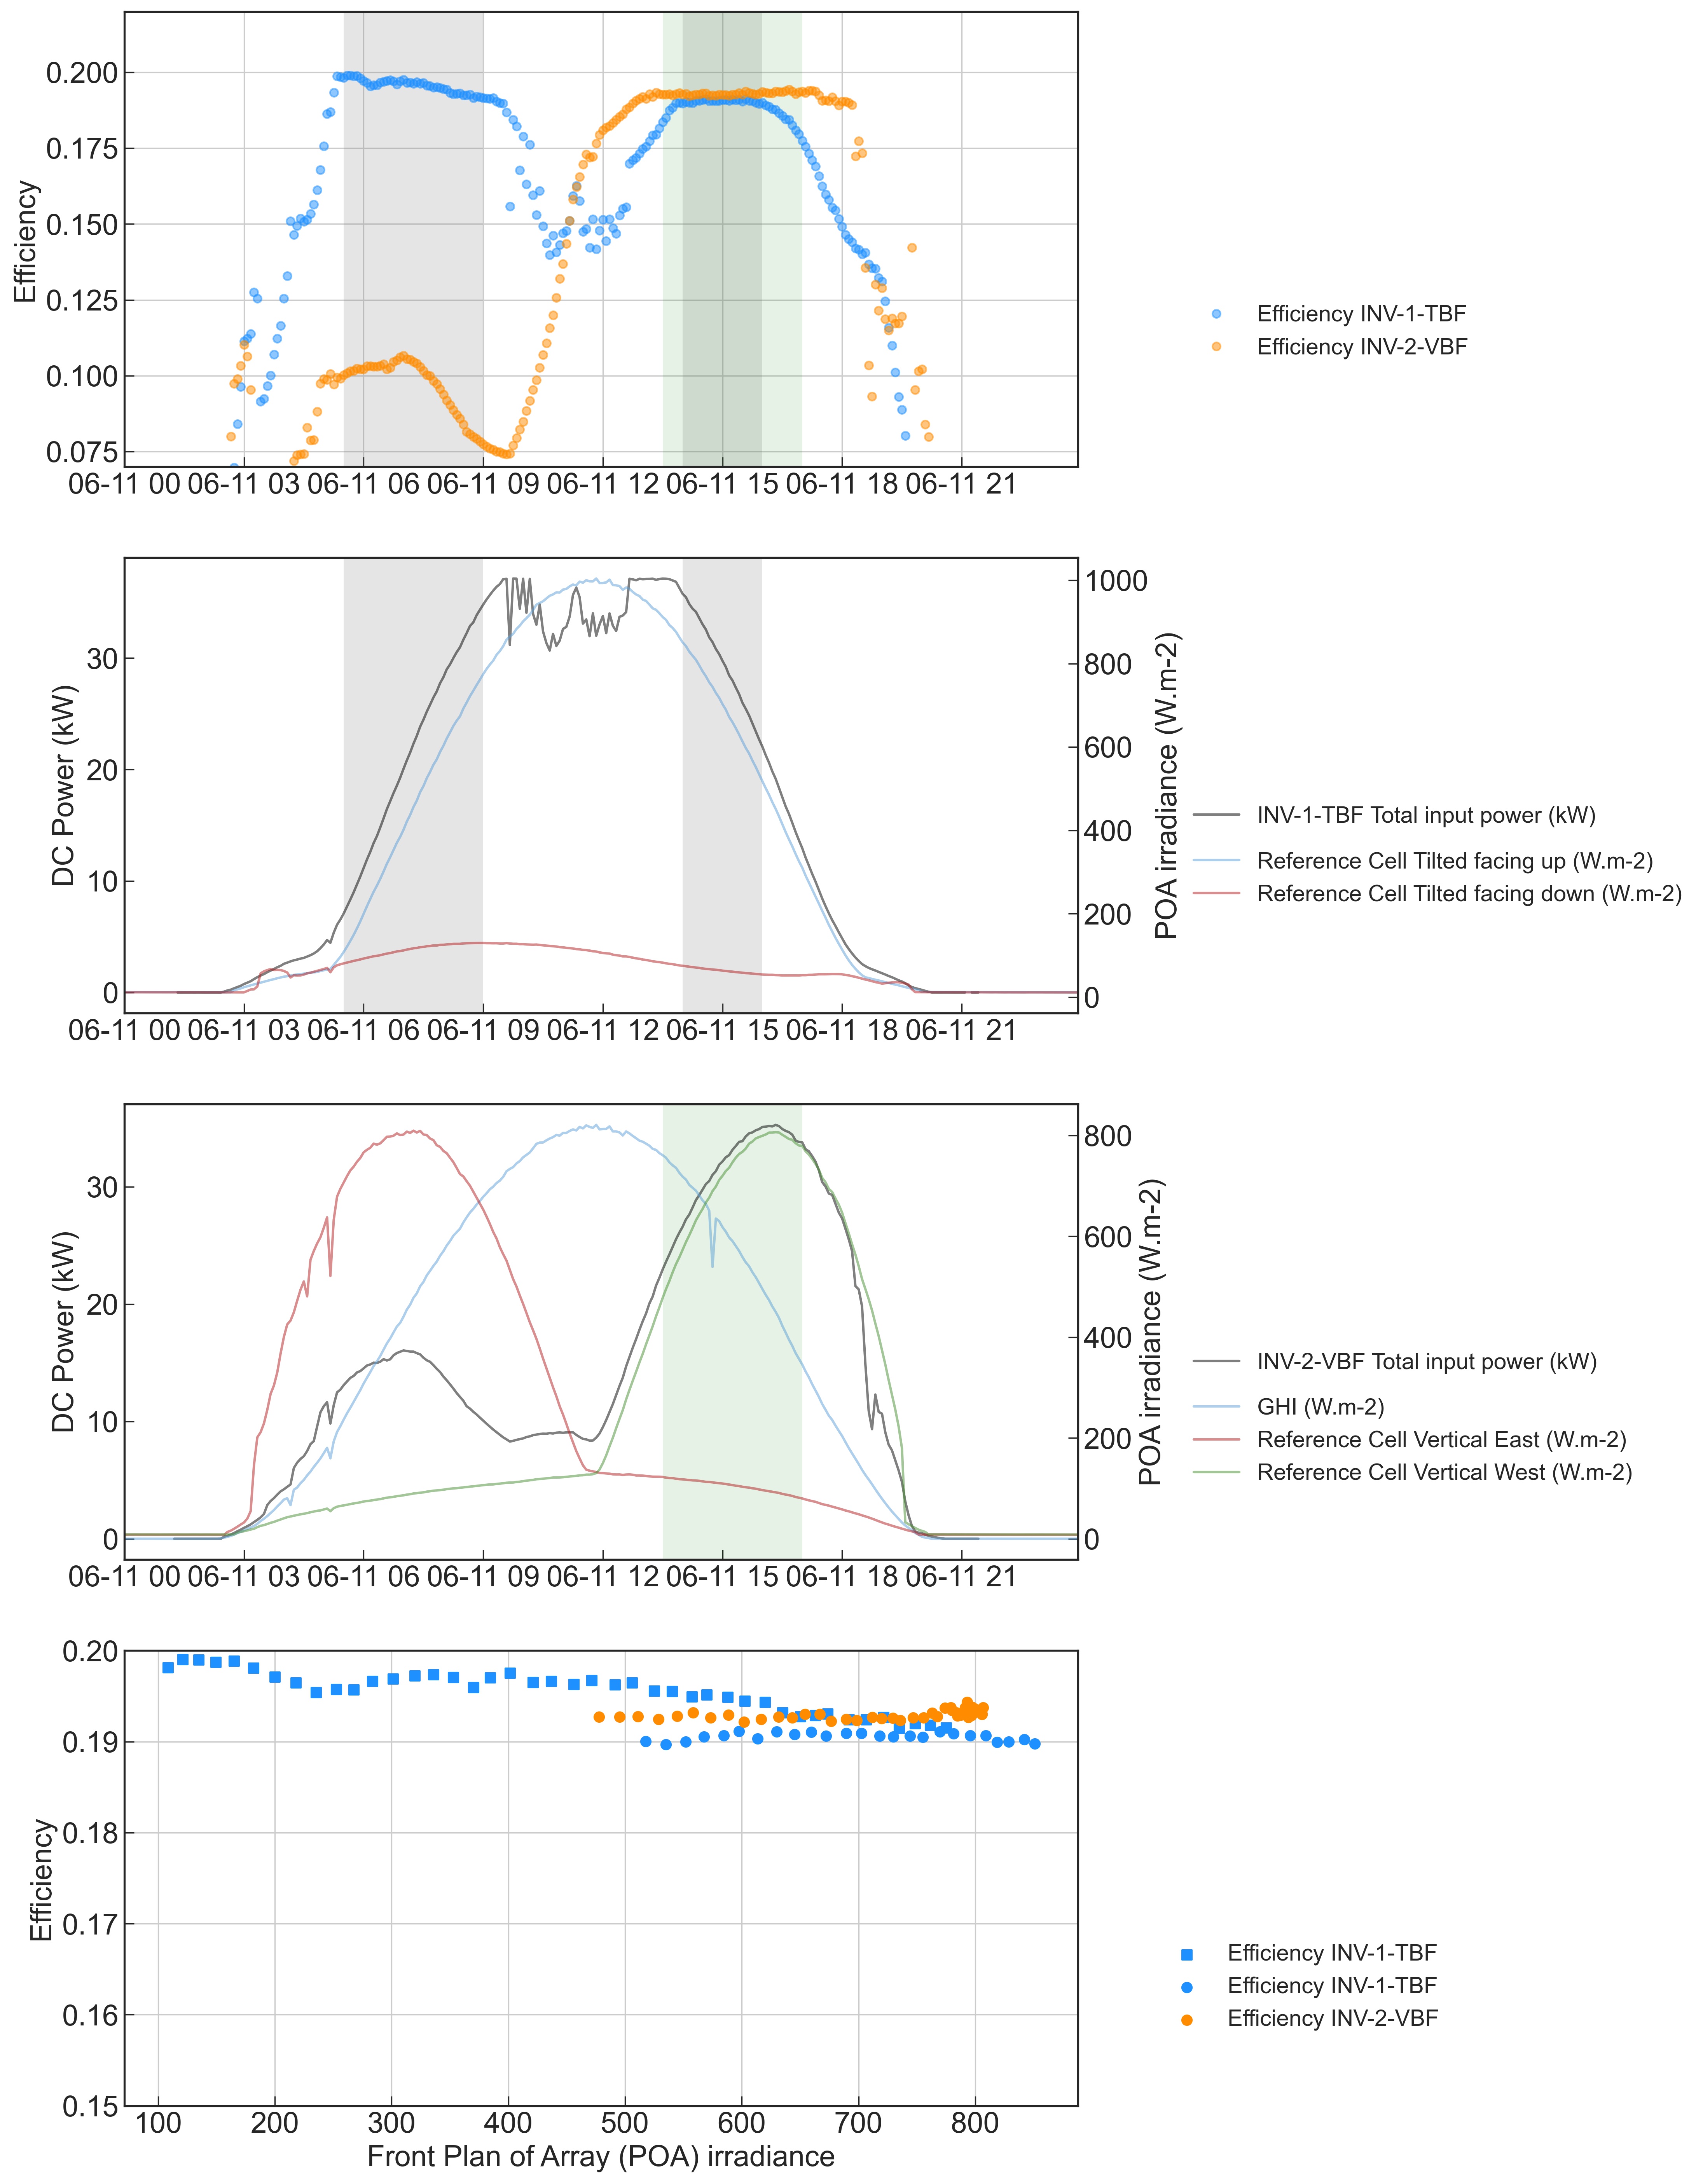 0.200
0.175
0.150
0.125
0.100
0.075
Efficiency
06-11 00 06-11 03 06-11 06 06-11 09 06-11 12 06-11 15 06-11 18 06-11 21
Efficiency INV-1-TBF
Efficiency INV-2-VBF
30
20
10
0
DC Power (kW)
1000
800
600
400
200
0
POA irradiance (W.m-2)
06-11 00 06-11 03 06-11 06 06-11 09 06-11 12 06-11 15 06-11 18 06-11 21
INV-1-TBF Total input power (kW)
Reference Cell Tilted facing up (W.m-2)
Reference Cell Tilted facing down (W.m-2)
30
20
10
0
DC Power (kW)
800
600
400
200
0
POA irradiance (W.m-2)
06-11 00 06-11 03 06-11 06 06-11 09 06-11 12 06-11 15 06-11 18 06-11 21
INV-2-VBF Total input power (kW)
GHI (W.m-2)
Reference Cell Vertical East (W.m-2)
Reference Cell Vertical West (W.m-2)
0.20
0.19
0.18
0.17
0.16
0.15
Efficiency
100 200 300 400 500 600 700 800
Front Plan of Array (POA) irradiance
Efficiency INV-1-TBF
Efficiency INV-1-TBF
Efficiency INV-2-VBF